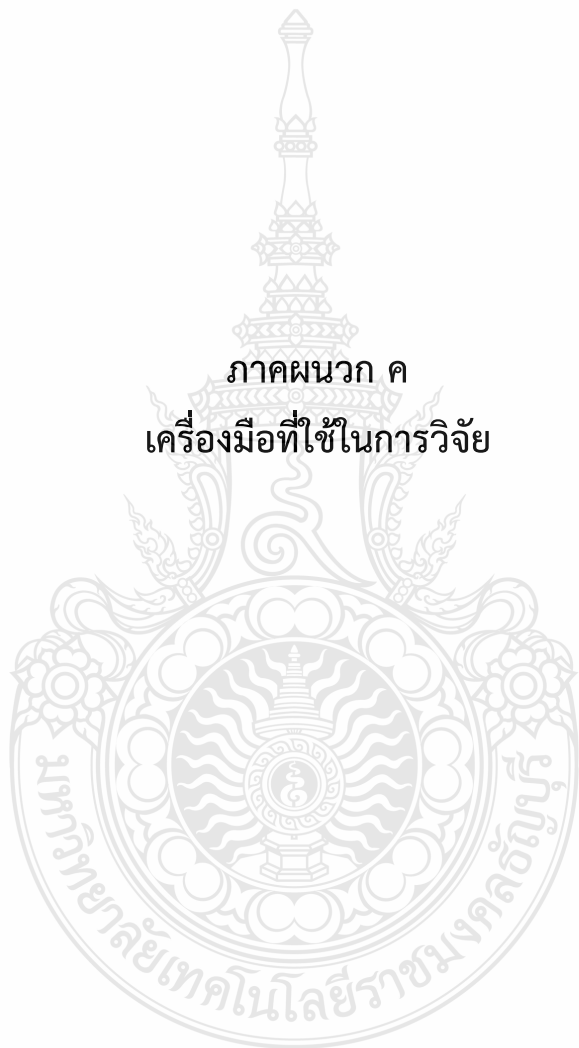 ภาคผนวก ค
เครื่องมือที่ใช้ในการวิจัย
มหาวิทยาลัยเทคโนโลยีราชมงคลธัญบุรี